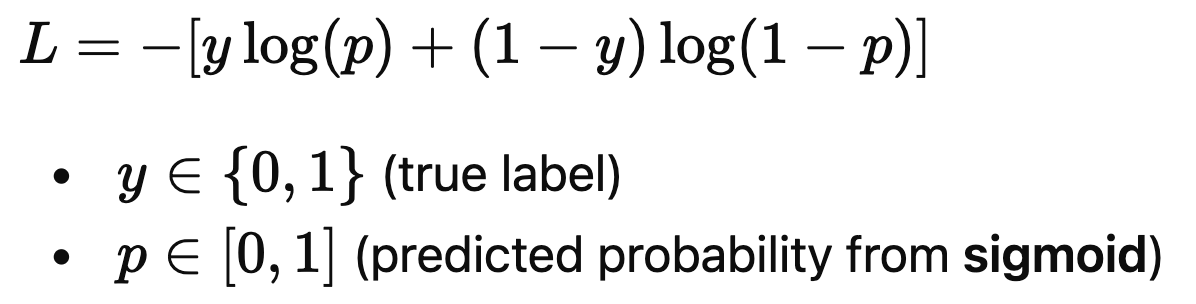 L = −[y log(p) + (1 − y) log(1 − p)]
• y ∈ {0, 1} (true label)
• p ∈ [0, 1] (predicted probability from sigmoid)